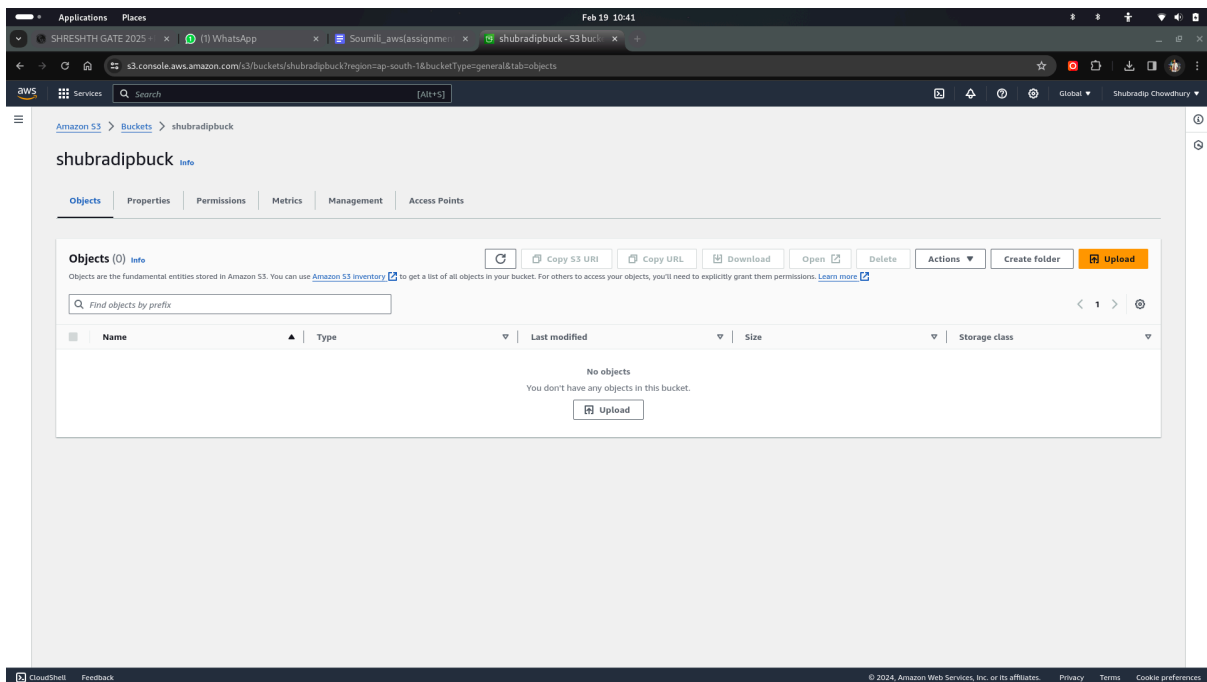 Applications Places Feb 19 10:41
SHRESHTH GATE 2025 (1) WhatsApp Soumili_aws(assignmen shubradipbuck - S3 buck
s3.console.aws.amazon.com/s3/buckets/shubradipbuck?region=ap-south-1&bucketType=general&tab=objects
aws Services Search [Alt+S] Global Shubradip Chowdhury
Amazon S3 > Buckets > shubradipbuck
shubradipbuck Info
Objects Properties Permissions Metrics Management Access Points
Objects (0) Info Copy S3 URI Copy URL Download Open Delete Actions Create folder Upload
Objects are the fundamental entities stored in Amazon S3. You can use Amazon S3 inventory to get a list of all objects in your bucket. For others to access your objects, you'll need to explicitly grant them permissions. Learn more
Find objects by prefix < 1 >
Name Type Last modified Size Storage class
No objects
You don't have any objects in this bucket.
Upload
CloudShell Feedback © 2024, Amazon Web Services, Inc. or its affiliates. Privacy Terms Cookie preferences